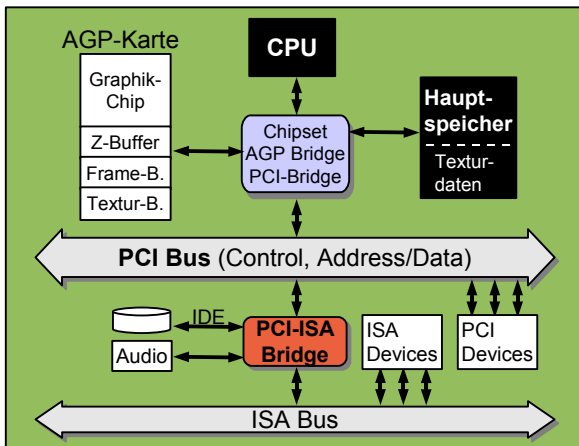 AGP-Karte
Graphik-
Chip
Z-Buffer
Frame-B.
Textur-B.
CPU
Chipset
AGP Bridge
PCI-Bridge
Haupt-
speicher
Textur-
daten
PCI Bus (Control, Address/Data)
IDE
Audio
PCI-ISA
Bridge
ISA
Devices
PCI
Devices
ISA Bus